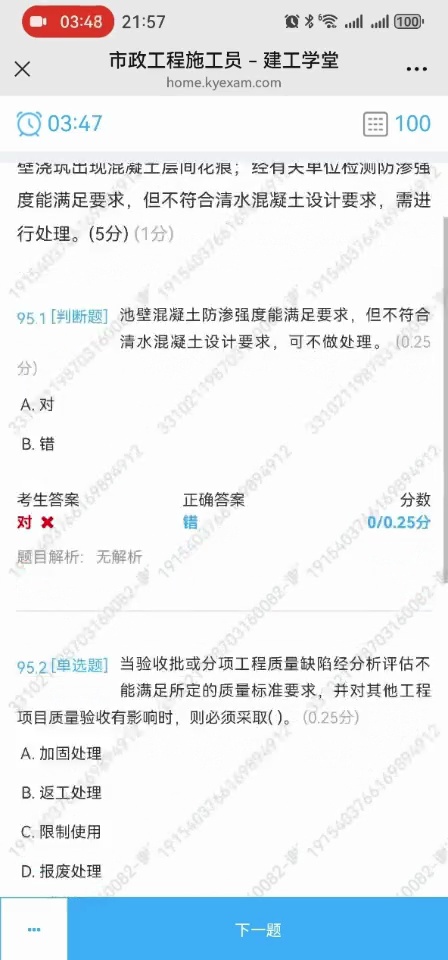 03:48 21:57 100
市政工程施工员 – 建工学堂
home.kyexam.com
03:47 100
壁浇筑出现混凝土层间花痕；经有关单位检测防渗强
度能满足要求，但不符合清水混凝土设计要求，需进
行处理。(5分) (1分)
95.1 [判断题] 池壁混凝土防渗强度能满足要求，但不符合
清水混凝土设计要求，可不做处理。 (0.25
分)
A. 对
B. 错
考生答案 正确答案 分数
对 ✖ 错 0/0.25分
题目解析: 无解析
95.2 [单选题] 当验收批或分项工程质量缺陷经分析评估不
能满足所定的质量标准要求，并对其他工程
项目质量验收有影响时，则必须采取( )。 (0.25分)
A. 加固处理
B. 返工处理
C. 限制使用
D. 报废处理
下一题